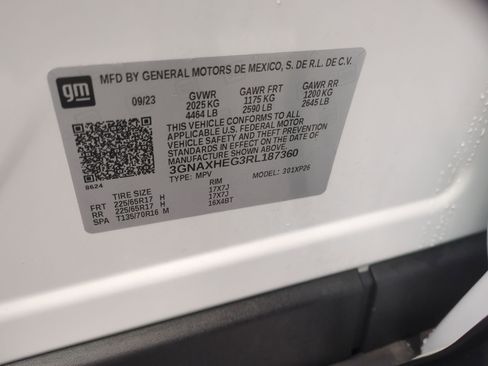 gm
MFD BY GENERAL MOTORS DE MEXICO, S. DE R.L. DE C.V.
09/23 GVWR GAWR FRT GAWR RR
2025 KG 1175 KG 1200 KG
4464 LB 2590 LB 2645 LB
THIS VEHICLE CONFORMS TO ALL
APPLICABLE U.S. FEDERAL MOTOR
VEHICLE SAFETY AND THEFT
PREVENTION STANDARDS IN
EFFECT ON THE DATE OF
MANUFACTURE SHOWN ABOVE.
3GNAXHEG3RL187360
TYPE: MPV MODEL: 301XP26
8624
TIRE SIZE RIM
FRT 225/65R17 H 17X7J
RR 225/65R17 H 17X7J
SPA T135/70R16 M 16X4BT